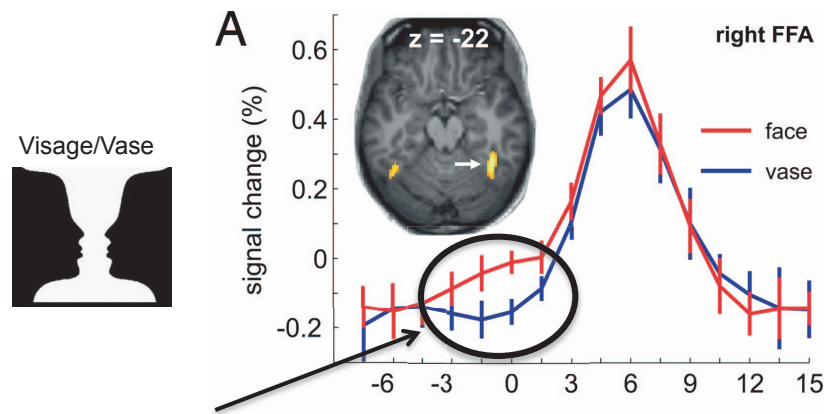 A
z = -22
right FFA
0.6
face
vase
0.4
Visage/Vase
signal change (%)
0.2
0
-0.2
-6 -3 0 3 6 9 12 15